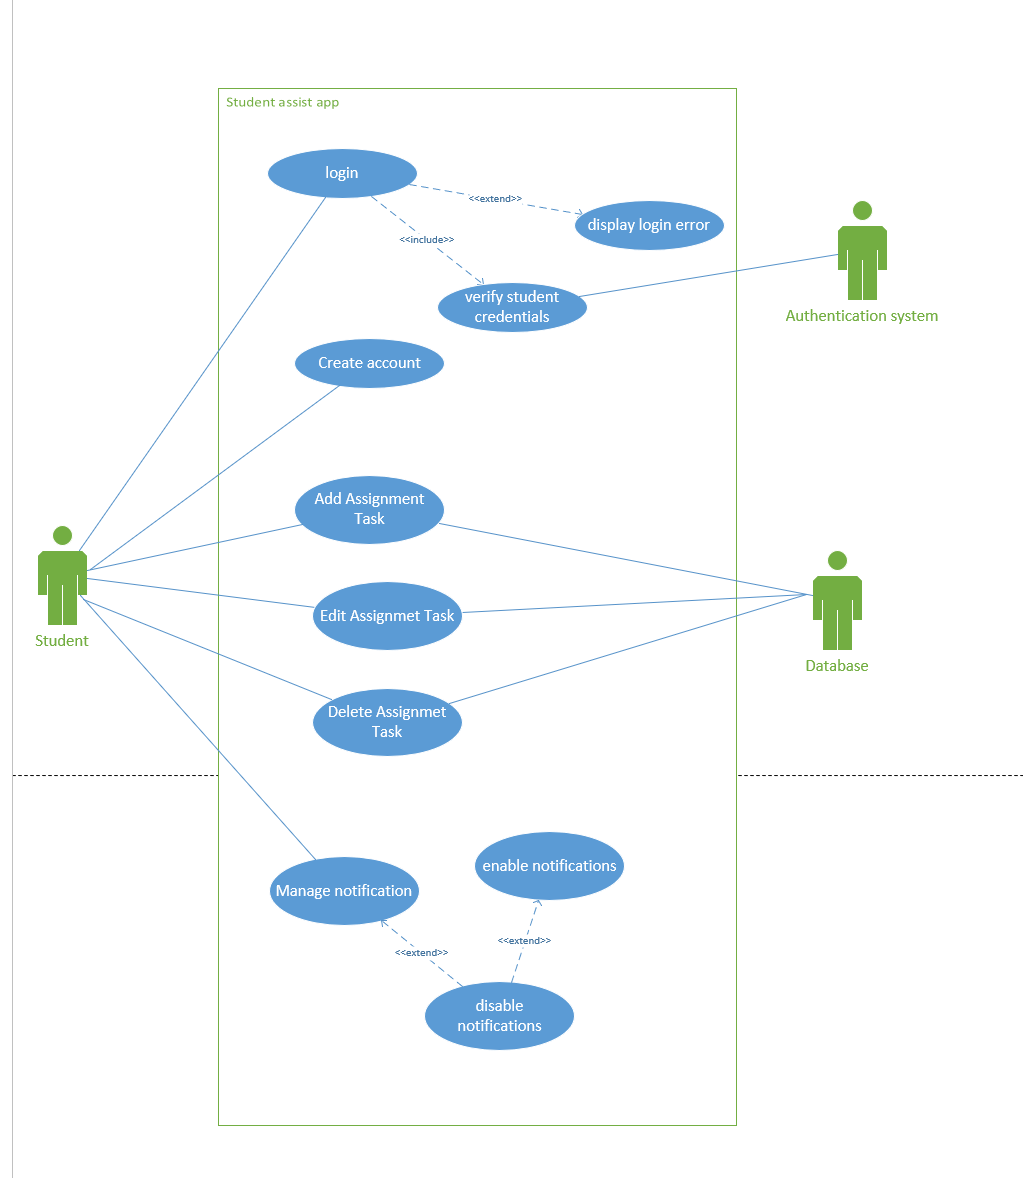 Student assist app
login
<<extend>>
display login error
<<include>>
verify student
credentials
Authentication system
Create account
Add Assignment
Task
Student
Edit Assignmet Task
Database
Delete Assignmet
Task
enable notifications
Manage notification
<<extend>>
<<extend>>
disable
notifications